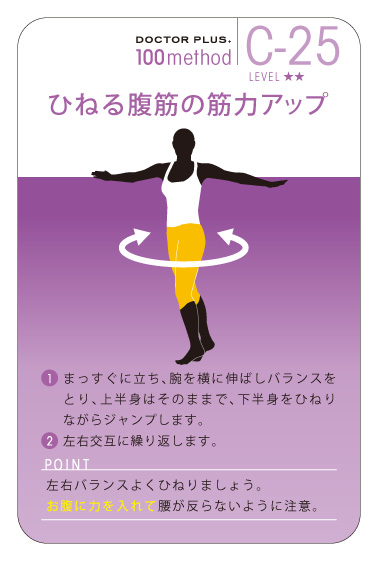 DOCTOR PLUS.
100method
C-25
LEVEL ★★
ひねる腹筋の筋力アップ
1 まっすぐに立ち、腕を横に伸ばしバランスを
とり、上半身はそのままで、下半身をひねり
ながらジャンプします。
2 左右交互に繰り返します。
POINT
左右バランスよくひねりましょう。
お腹に力を入れて腰が反らないように注意。